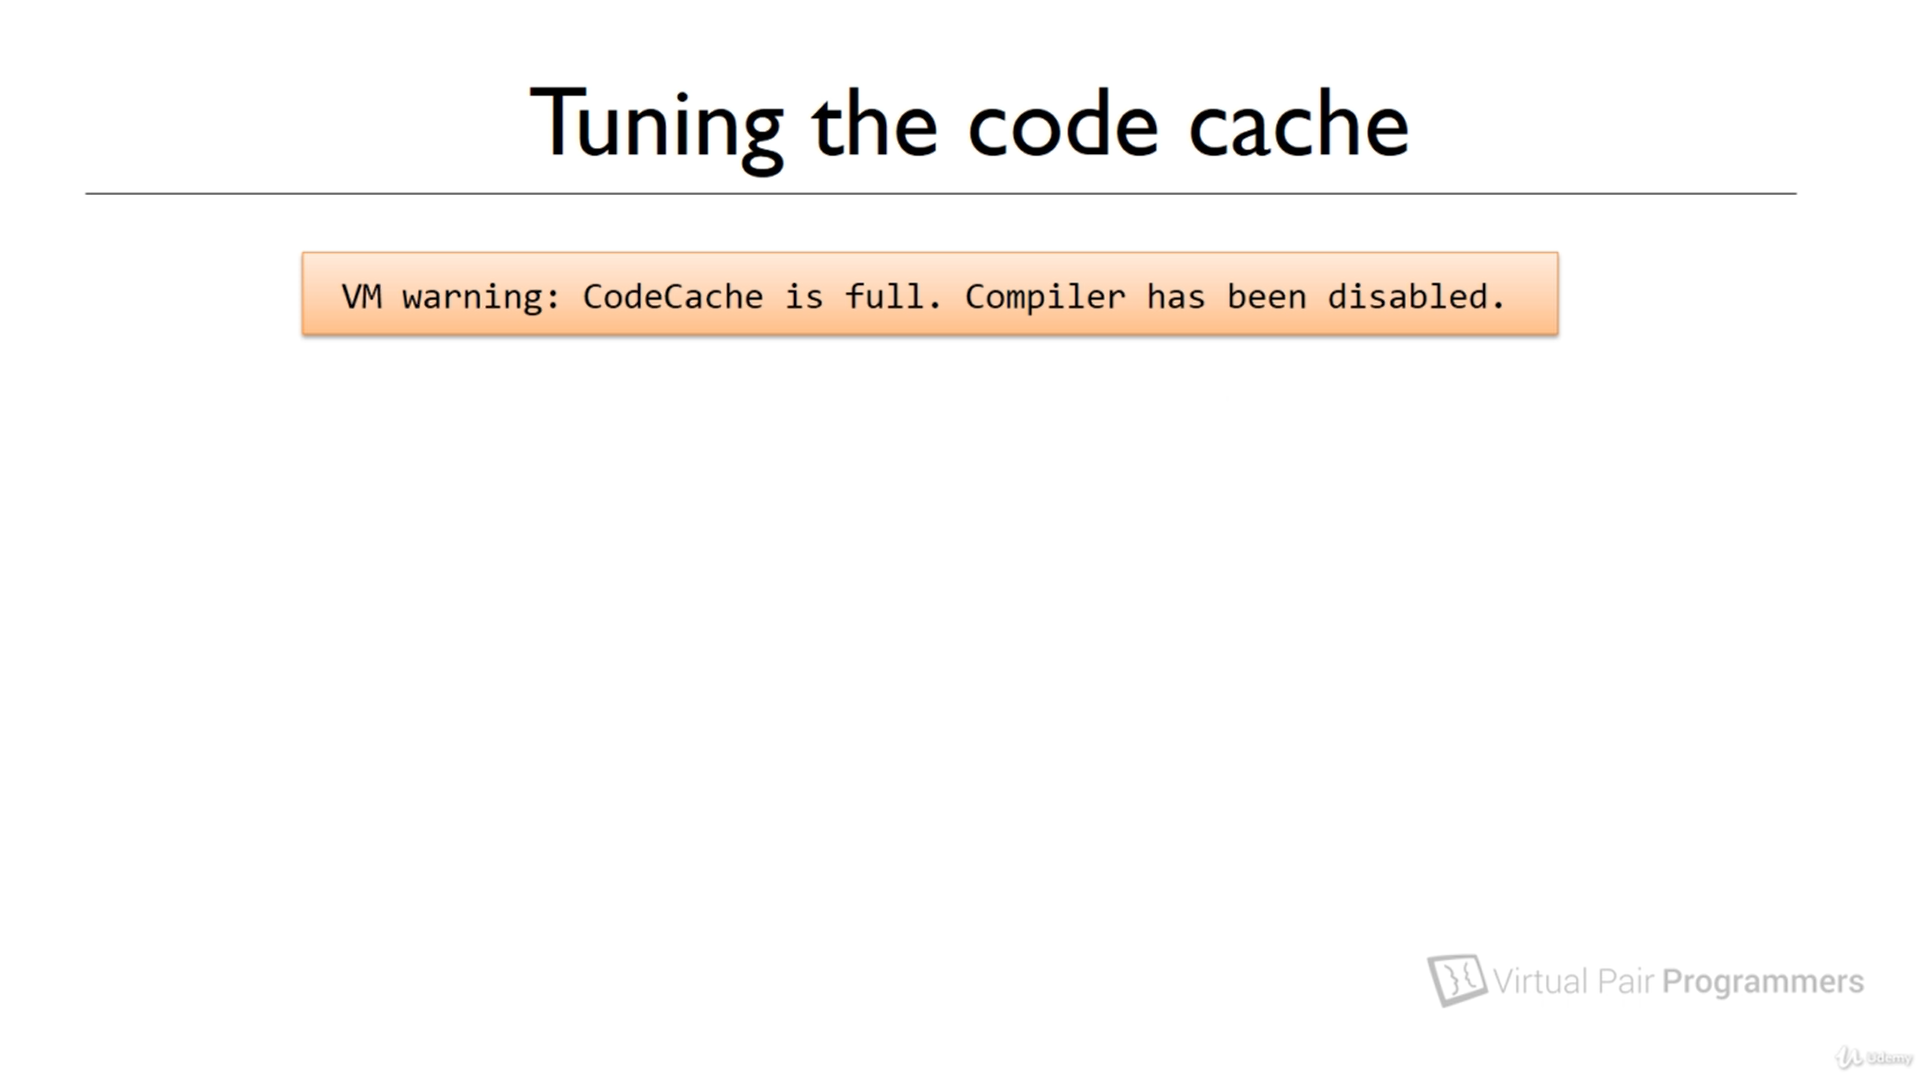 Tuning the code cache
VM warning: CodeCache is full. Compiler has been disabled.
Virtual Pair Programmers
Udemy